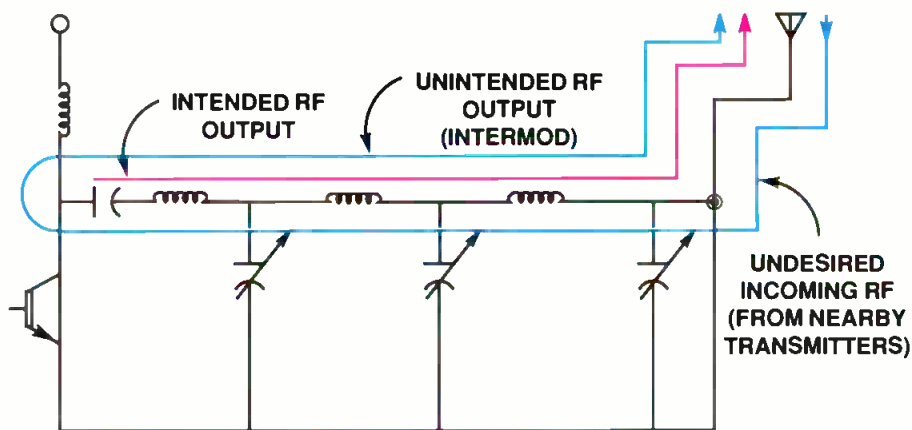 INTENDED RF
OUTPUT
UNINTENDED RF
OUTPUT
(INTERMOD)
UNDESIRED
INCOMING RF
(FROM NEARBY
TRANSMITTERS)